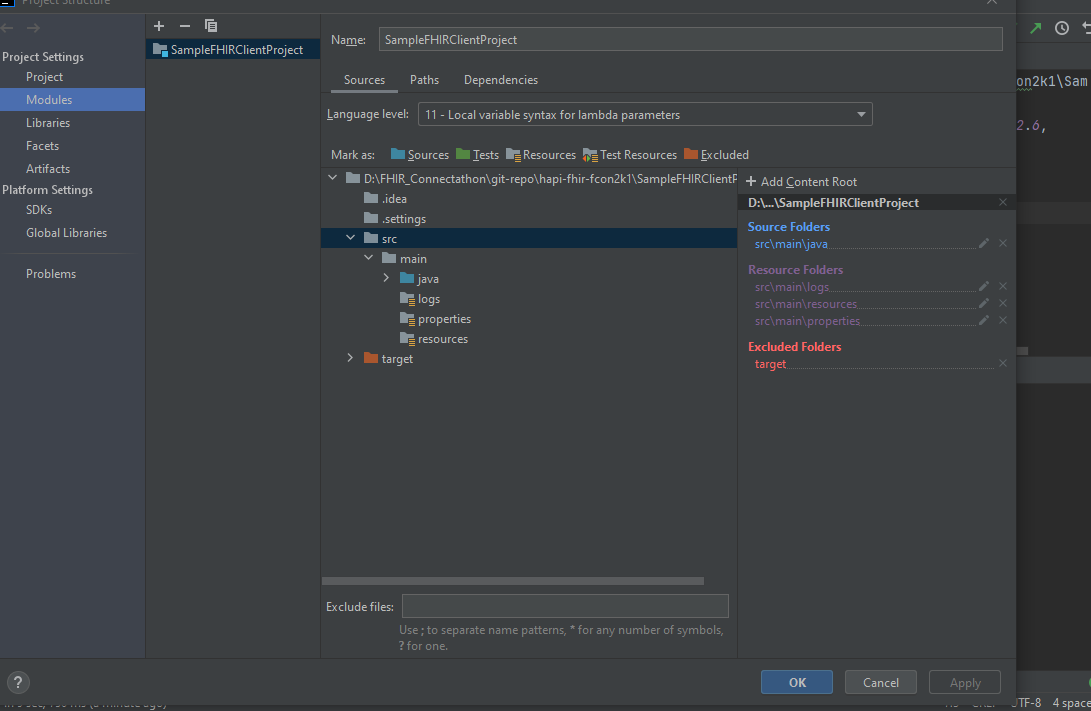 Project Structure
Project Settings
Project
Modules
Libraries
Facets
Artifacts
Platform Settings
SDKs
Global Libraries
Problems
SampleFHIRClientProject
Name: SampleFHIRClientProject
Sources Paths Dependencies
Language level: 11 - Local variable syntax for lambda parameters
Mark as: Sources Tests Resources Test Resources Excluded
D:\FHIR_Connectathon\git-repo\hapi-fhir-fcon2k1\SampleFHIRClientP
.idea
.settings
src
main
java
logs
properties
resources
target
Exclude files:
Use ; to separate name patterns, * for any number of symbols,
? for one.
+ Add Content Root
D:\...\SampleFHIRClientProject
Source Folders
src\main\java
Resource Folders
src\main\logs
src\main\resources
src\main\properties
Excluded Folders
target
on2k1\Sam
2.6,
?
OK Cancel Apply
UTF-8 4 space